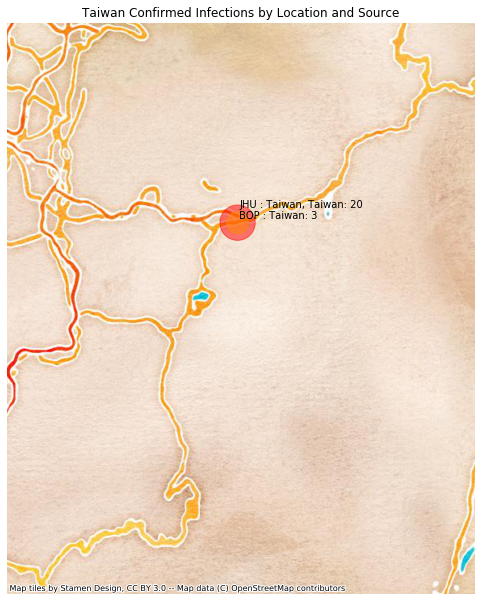 Taiwan Confirmed Infections by Location and Source
JHU : Taiwan, Taiwan: 20
BOP : Taiwan: 3
Map tiles by Stamen Design, CC BY 3.0 -- Map data (C) OpenStreetMap contributors